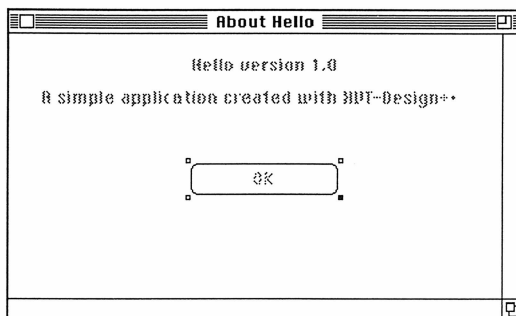 About Hello
Hello version 1.0
A simple application created with XVT-Design++.
OK